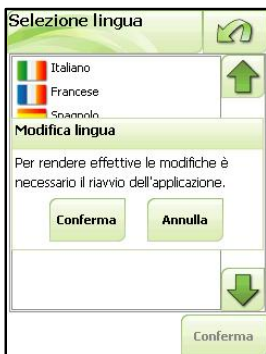 Selezione lingua
Italiano
Francese
Spagnolo
Modifica lingua
Per rendere effettive le modifiche è
necessario il riavvio dell'applicazione.
Conferma Annulla
Conferma